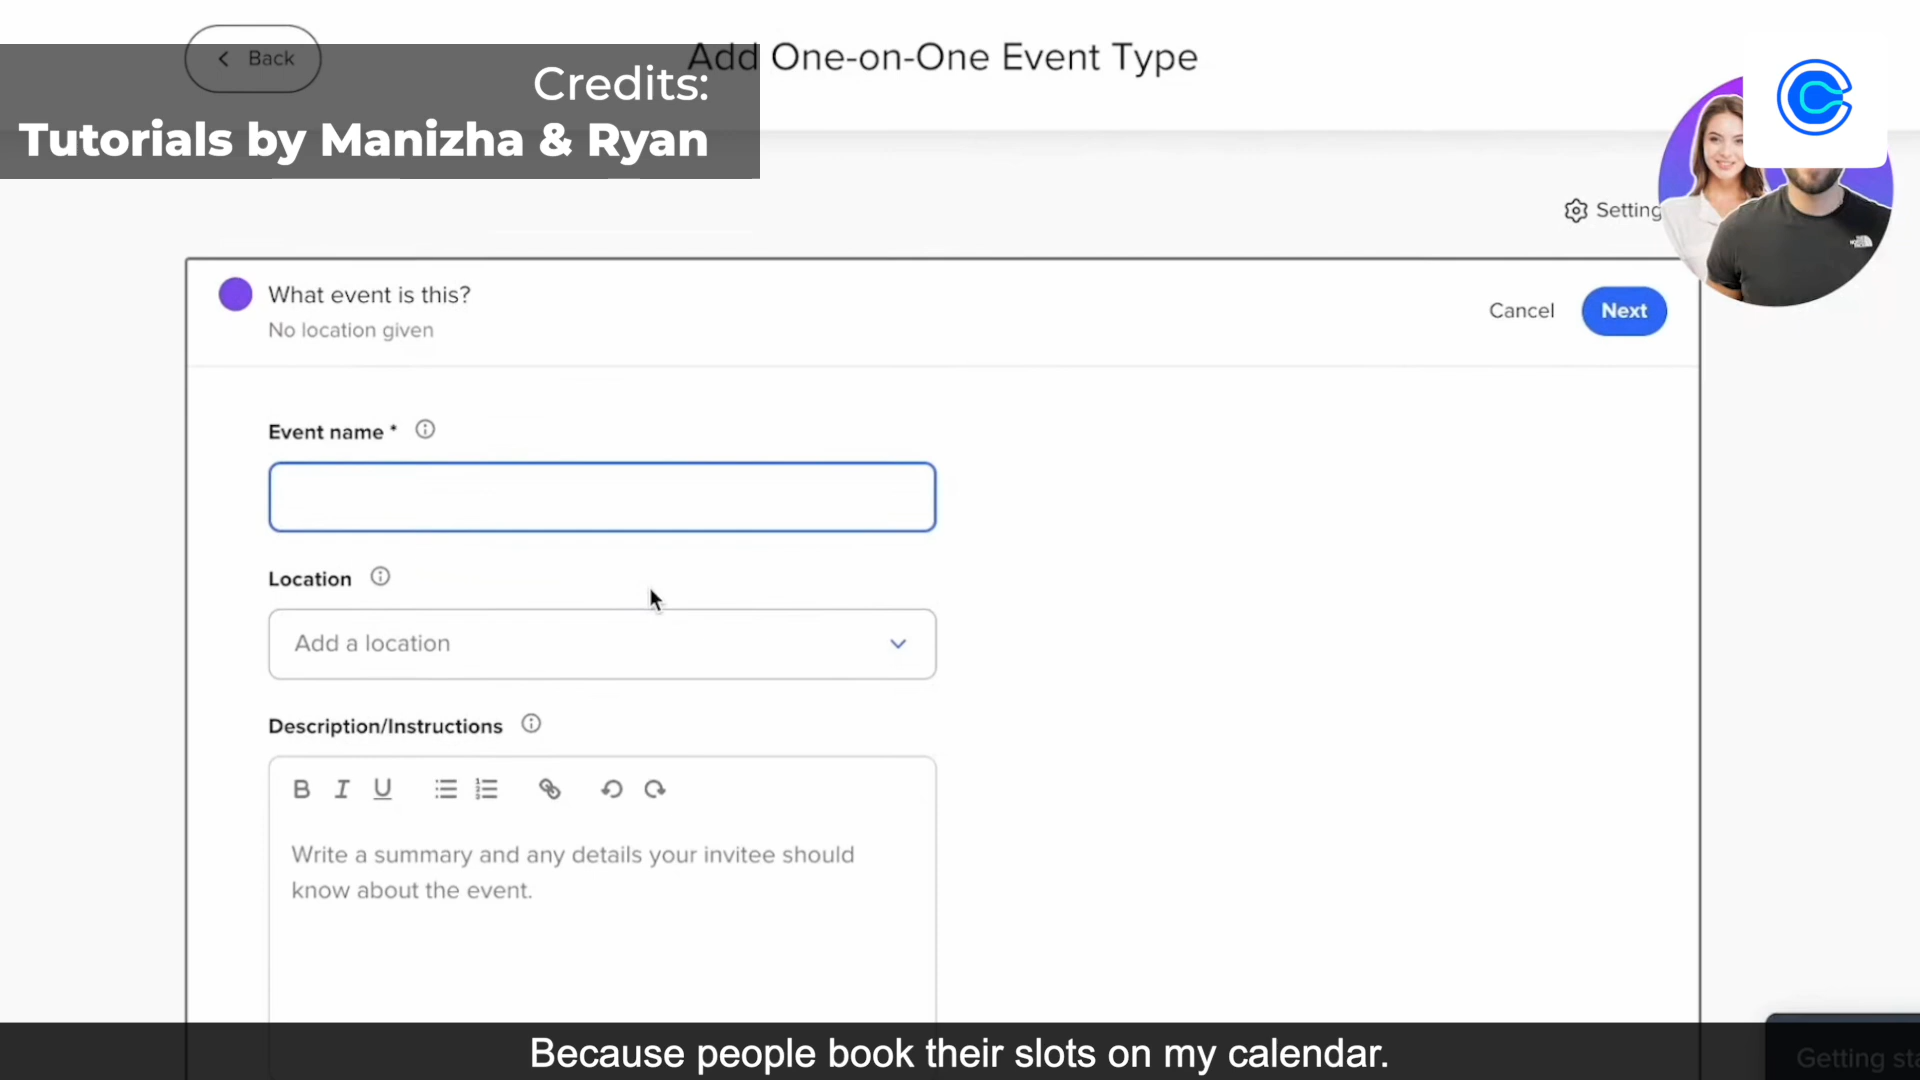 Back
Add One-on-One Event Type
Credits:
Tutorials by Manizha & Ryan
What event is this?
No location given
Cancel
Next
Event name *
Location
Add a location
Description/Instructions
B I U
Write a summary and any details your invitee should
know about the event.
Because people book their slots on my calendar.
Getting